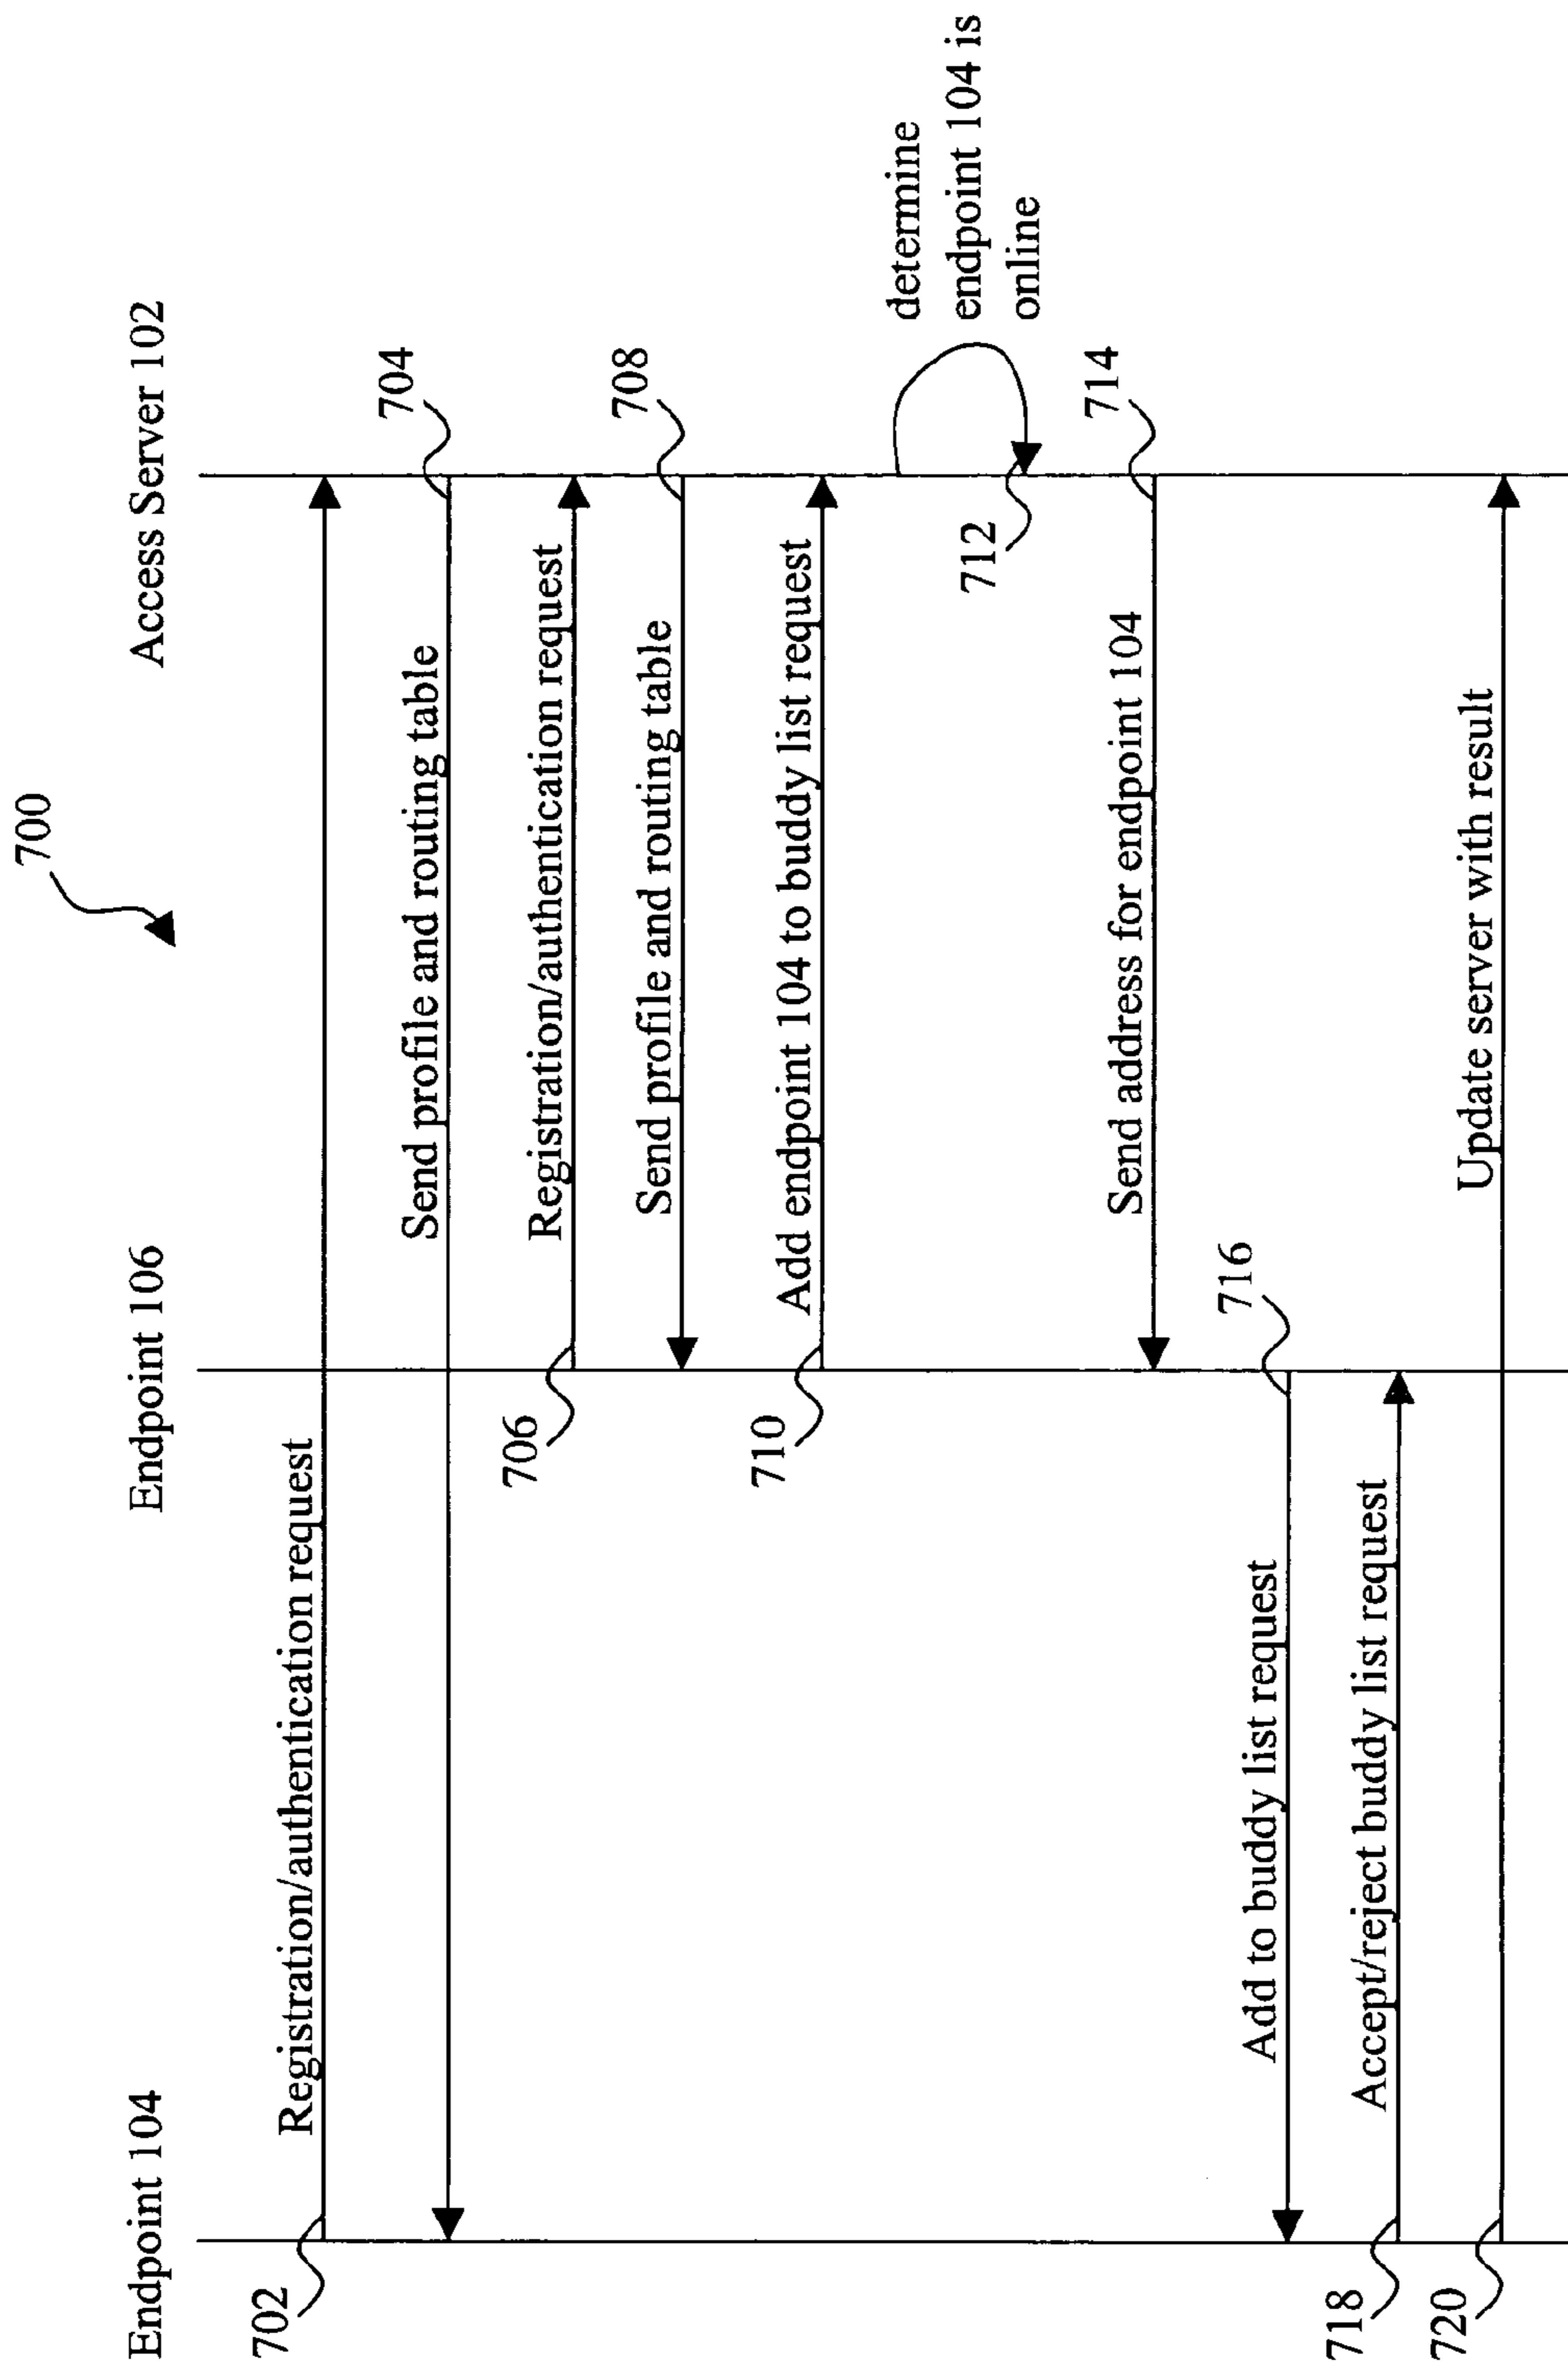 700
Endpoint 104
Endpoint 106
Access Server 102
702
Registration/authentication request
704
Send profile and routing table
706
Registration/authentication request
708
Send profile and routing table
710
Add endpoint 104 to buddy list request
determine
endpoint 104 is
online
712
714
Send address for endpoint 104
716
Add to buddy list request
718
Accept/reject buddy list request
720
Update server with result